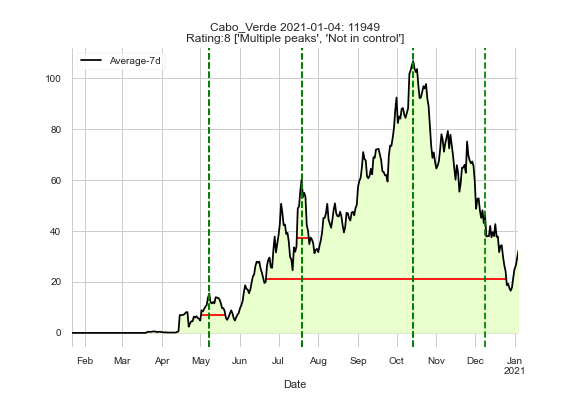 Cabo_Verde 2021-01-04: 11949
Rating:8 ['Multiple peaks', 'Not in control']
Average-7d
100
80
60
40
20
0
Feb Mar Apr May Jun Jul Aug Sep Oct Nov Dec Jan
2021
Date